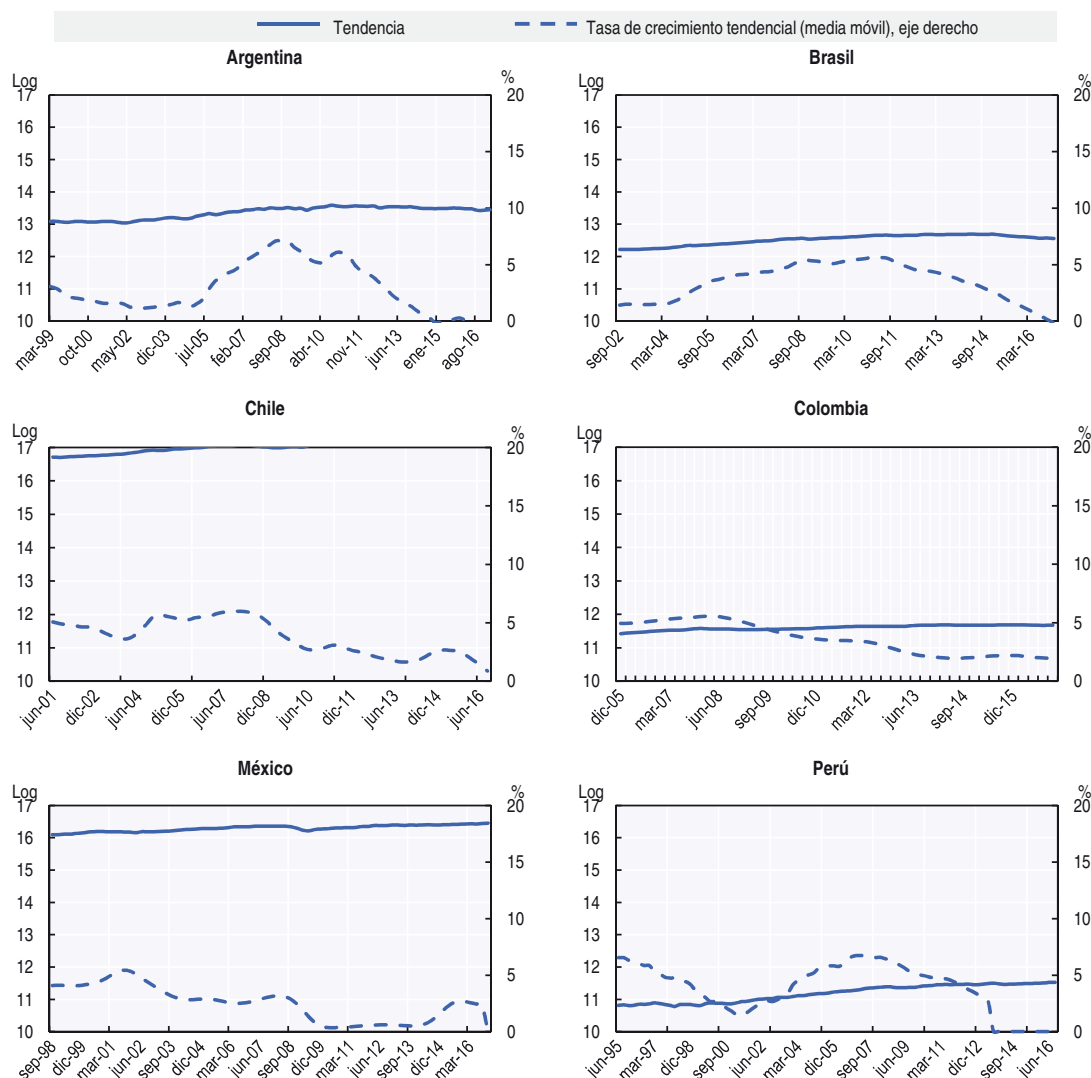 Tendencia Tasa de crecimiento tendencial (media móvil), eje derecho
Argentina
Log %
17 20
16
15 15
14
13 10
12
11 5
10 0
mar-99 oct-00 may-02 dic-03 jul-05 feb-07 sep-08 abr-10 nov-11 jun-13 ene-15 ago-16
Brasil
Log %
17 20
16
15 15
14
13 10
12
11 5
10 0
sep-02 mar-04 sep-05 mar-07 sep-08 mar-10 sep-11 mar-13 sep-14 mar-16
Chile
Log %
17 20
16
15 15
14
13 10
12
11 5
10 0
jun-01 dic-02 jun-04 dic-05 jun-07 dic-08 jun-10 dic-11 jun-13 dic-14 jun-16
Colombia
Log %
17 20
16
15 15
14
13 10
12
11 5
10 0
dic-05 mar-07 jun-08 sep-09 dic-10 mar-12 jun-13 sep-14 dic-15
México
Log %
17 20
16
15 15
14
13 10
12
11 5
10 0
sep-98 dic-99 mar-01 jun-02 sep-03 dic-04 mar-06 jun-07 sep-08 dic-09 mar-11 jun-12 sep-13 dic-14 mar-16
Perú
Log %
17 20
16
15 15
14
13 10
12
11 5
10 0
jun-95 mar-97 dic-98 sep-00 jun-02 mar-04 dic-05 sep-07 jun-09 mar-11 dic-12 sep-14 jun-16